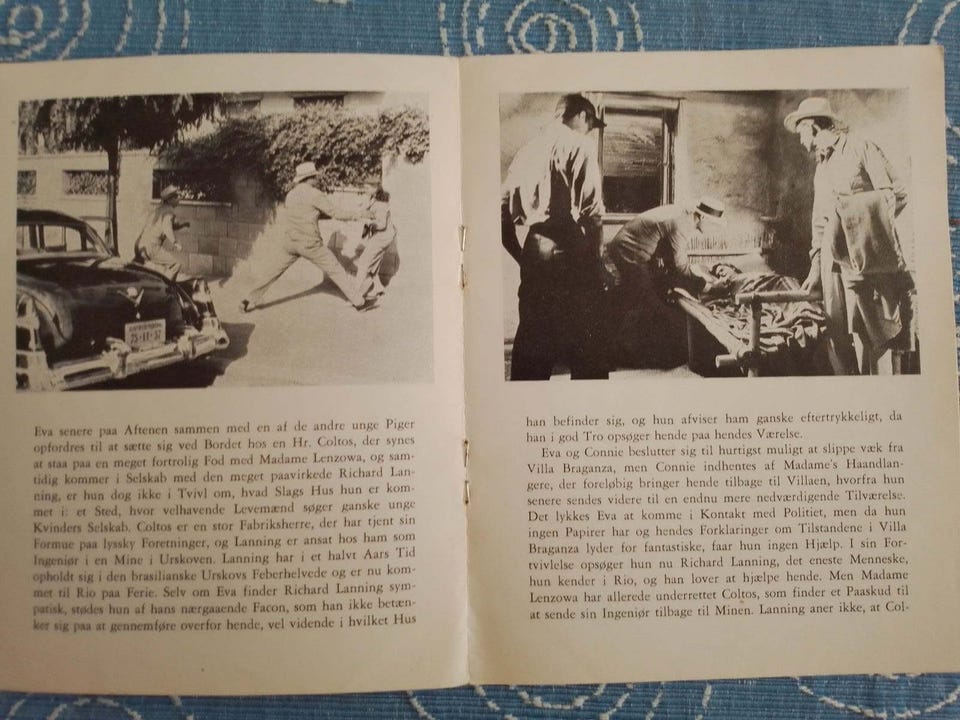 25·11·57
Eva senere paa Aftenen sammen med en af de andre unge Piger
opfordres til at sætte sig ved Bordet hos en Hr. Coltos, der synes
at staa paa en meget fortrolig Fod med Madame Lenzowa, og sam-
tidig kommer i Selskab med den meget paavirkede Richard Lan-
ning, er hun dog ikke i Tvivl om, hvad Slags Hus hun er kom-
met i: et Sted, hvor velhavende Levemænd søger ganske unge
Kvinders Selskab. Coltos er en stor Fabriksherre, der har tjent sin
Formue paa lyssky Foretninger, og Lanning er ansat hos ham som
Ingeniør i en Mine i Urskoven. Lanning har i et halvt Aars Tid
opholdt sig i den brasilianske Urskovs Feberhelvede og er nu kom-
met til Rio paa Ferie. Selv om Eva finder Richard Lanning sym-
patisk, stødes hun af hans nærgaaende Facon, som han ikke betæn-
ker sig paa at gennemføre overfor hende, vel vidende i hvilket Hus
han befinder sig, og hun afviser ham ganske eftertrykkeligt, da
han i god Tro opsøger hende paa hendes Værelse.
Eva og Connie beslutter sig til hurtigst muligt at slippe væk fra
Villa Braganza, men Connie indhentes af Madame's Haandlan-
gere, der foreløbig bringer hende tilbage til Villaen, hvorfra hun
senere sendes videre til en endnu mere nedværdigende Tilværelse.
Det lykkes Eva at komme i Kontakt med Politiet, men da hun
ingen Papirer har og hendes Forklaringer om Tilstandene i Villa
Braganza lyder for fantastiske, faar hun ingen Hjælp. I sin For-
tvivlelse opsøger hun nu Richard Lanning, det eneste Menneske,
hun kender i Rio, og han lover at hjælpe hende. Men Madame
Lenzowa har allerede underrettet Coltos, som finder et Paaskud til
at sende sin Ingeniør tilbage til Minen. Lanning aner ikke, at Col-